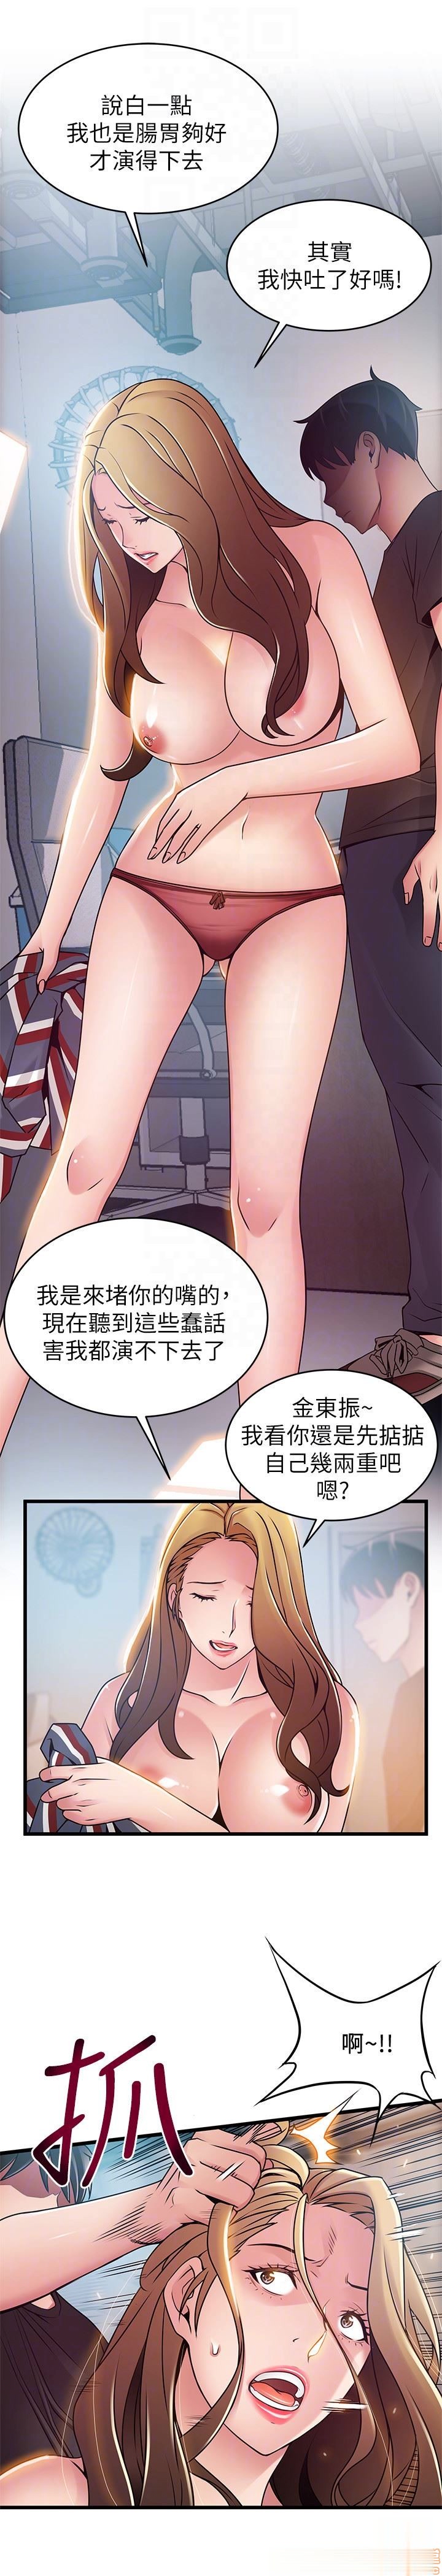 說白一點
我也是腸胃夠好
才演得下去
其實
我快吐了好嗎!
我是來堵你的嘴的,
現在聽到這些蠢話
害我都演不下去了
金東振~
我看你還是先掂掂
自己幾兩重吧
嗯?
啊~!!
抓